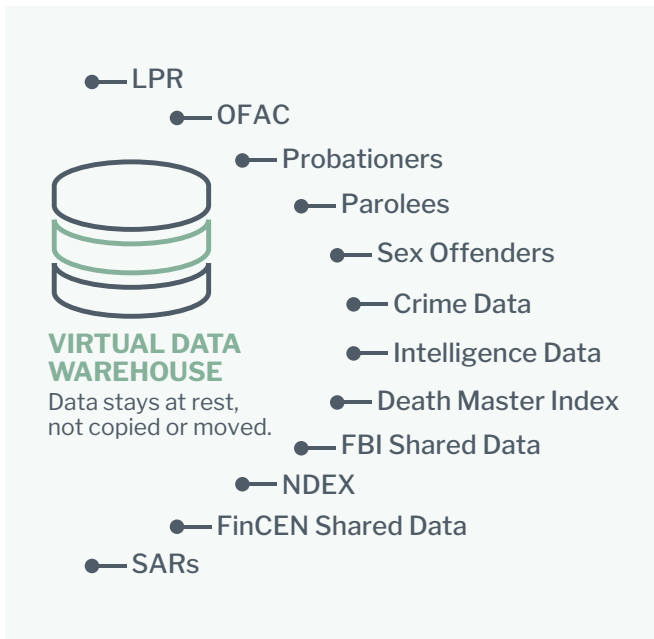 LPR
OFAC
Probationers
Parolees
Sex Offenders
Crime Data
Intelligence Data
Death Master Index
FBI Shared Data
NDEX
FinCEN Shared Data
SARs
VIRTUAL DATA
WAREHOUSE
Data stays at rest,
not copied or moved.